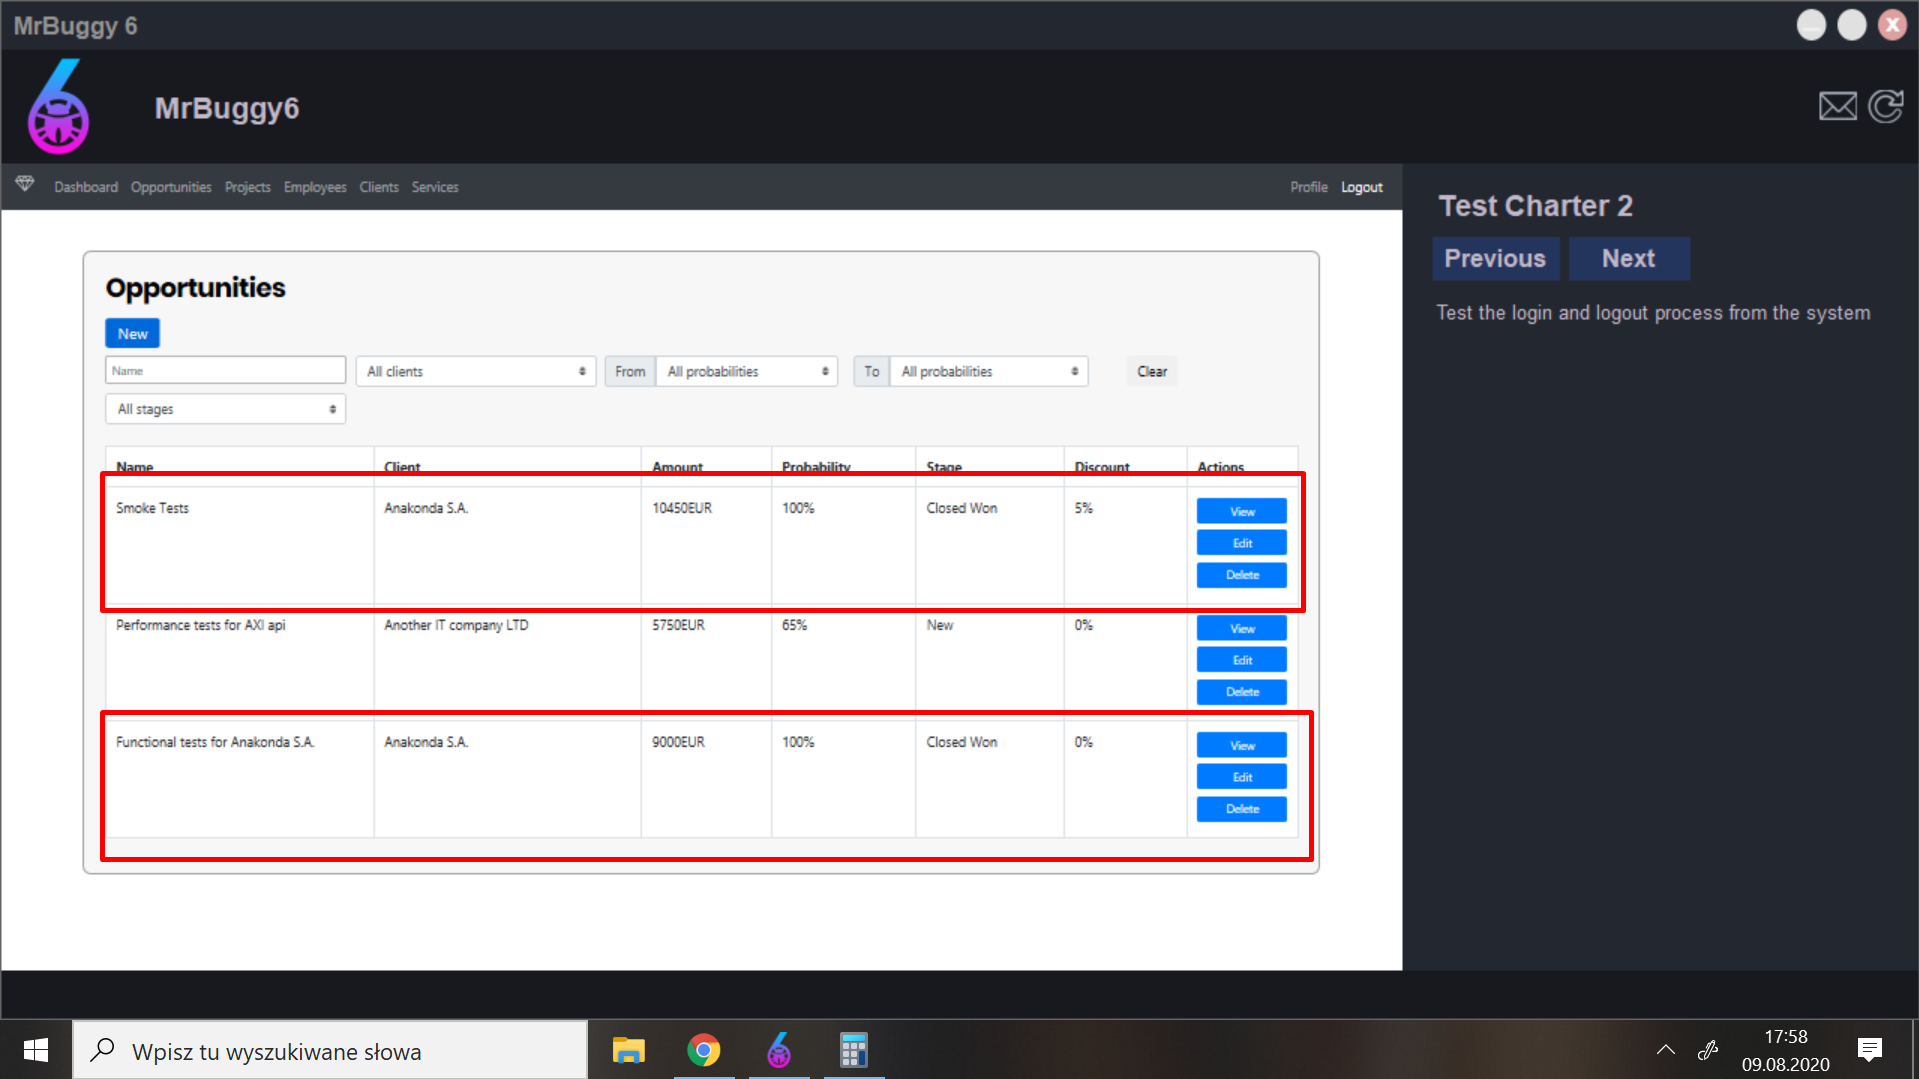 MrBuggy 6
MrBuggy6
Dashboard Opportunities Projects Employees Clients Services Profile Logout
Test Charter 2
Previous Next
Test the login and logout process from the system
Opportunities
New
Name All clients From All probabilities To All probabilities Clear
All stages
Name Client Amount Probability Stage Discount Actions
Smoke Tests Anakonda S.A. 10450EUR 100% Closed Won 5% View
Edit
Delete
Performance tests for AXI api Another IT company LTD 5750EUR 65% New 0% View
Edit
Delete
Functional tests for Anakonda S.A. Anakonda S.A. 9000EUR 100% Closed Won 0% View
Edit
Delete
Wpisz tu wyszukiwane słowa
17:58
09.08.2020